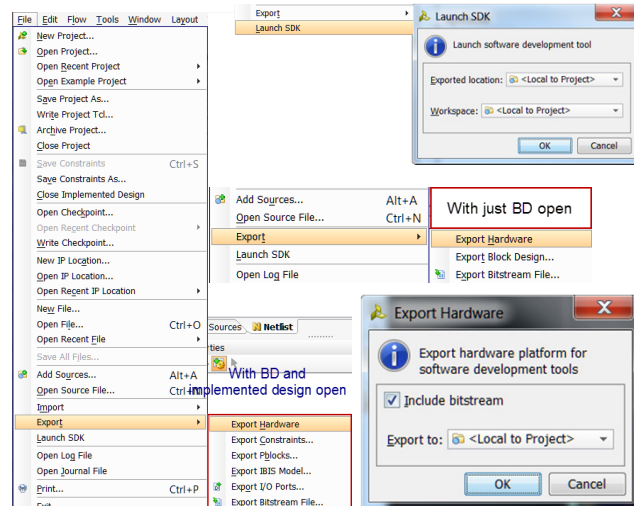 File Edit Flow Tools Window Layout
New Project...
Open Project...
Open Recent Project
Open Example Project
Save Project As...
Write Project Tcl...
Archive Project...
Close Project
Save Constraints Ctrl+S
Save Constraints As...
Close Implemented Design
Open Checkpoint...
Open Recent Checkpoint
Write Checkpoint...
New IP Location...
Open IP Location...
Open Recent IP Location
New File...
Open File... Ctrl+O
Open Recent File
Save All Files...
Add Sources... Alt+A
Open Source File...
Import
Export
Launch SDK
Open Log File
Open Journal File
Print... Ctrl+P
Export
Launch SDK
Launch SDK
Launch software development tool
Exported location: <Local to Project>
Workspace: <Local to Project>
OK Cancel
Add Sources... Alt+A
Open Source File... Ctrl+N
Export
Launch SDK
Open Log File
With just BD open
Export Hardware
Export Block Design...
Export Bitstream File...
Sources Netlist
ties
With BD and
implemented design open
Export Hardware
Export Constraints...
Export Pblocks...
Export IBIS Model...
Export I/O Ports...
Export Bitstream File...
Export Hardware
Export hardware platform for
software development tools
Include bitstream
Export to: <Local to Project>
OK Cancel